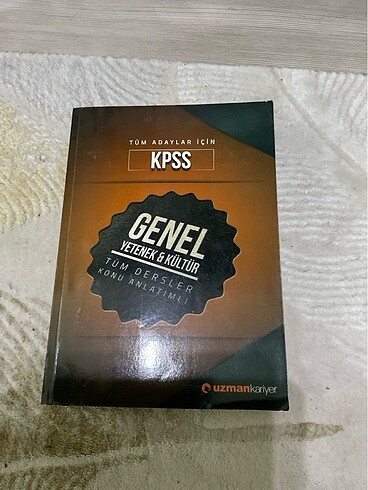 TÜM ADAYLAR İÇİN
KPSS
GENEL
YETENEK & KÜLTÜR
TÜM DERSLER
KONU ANLATIMLI
uzmankariyer